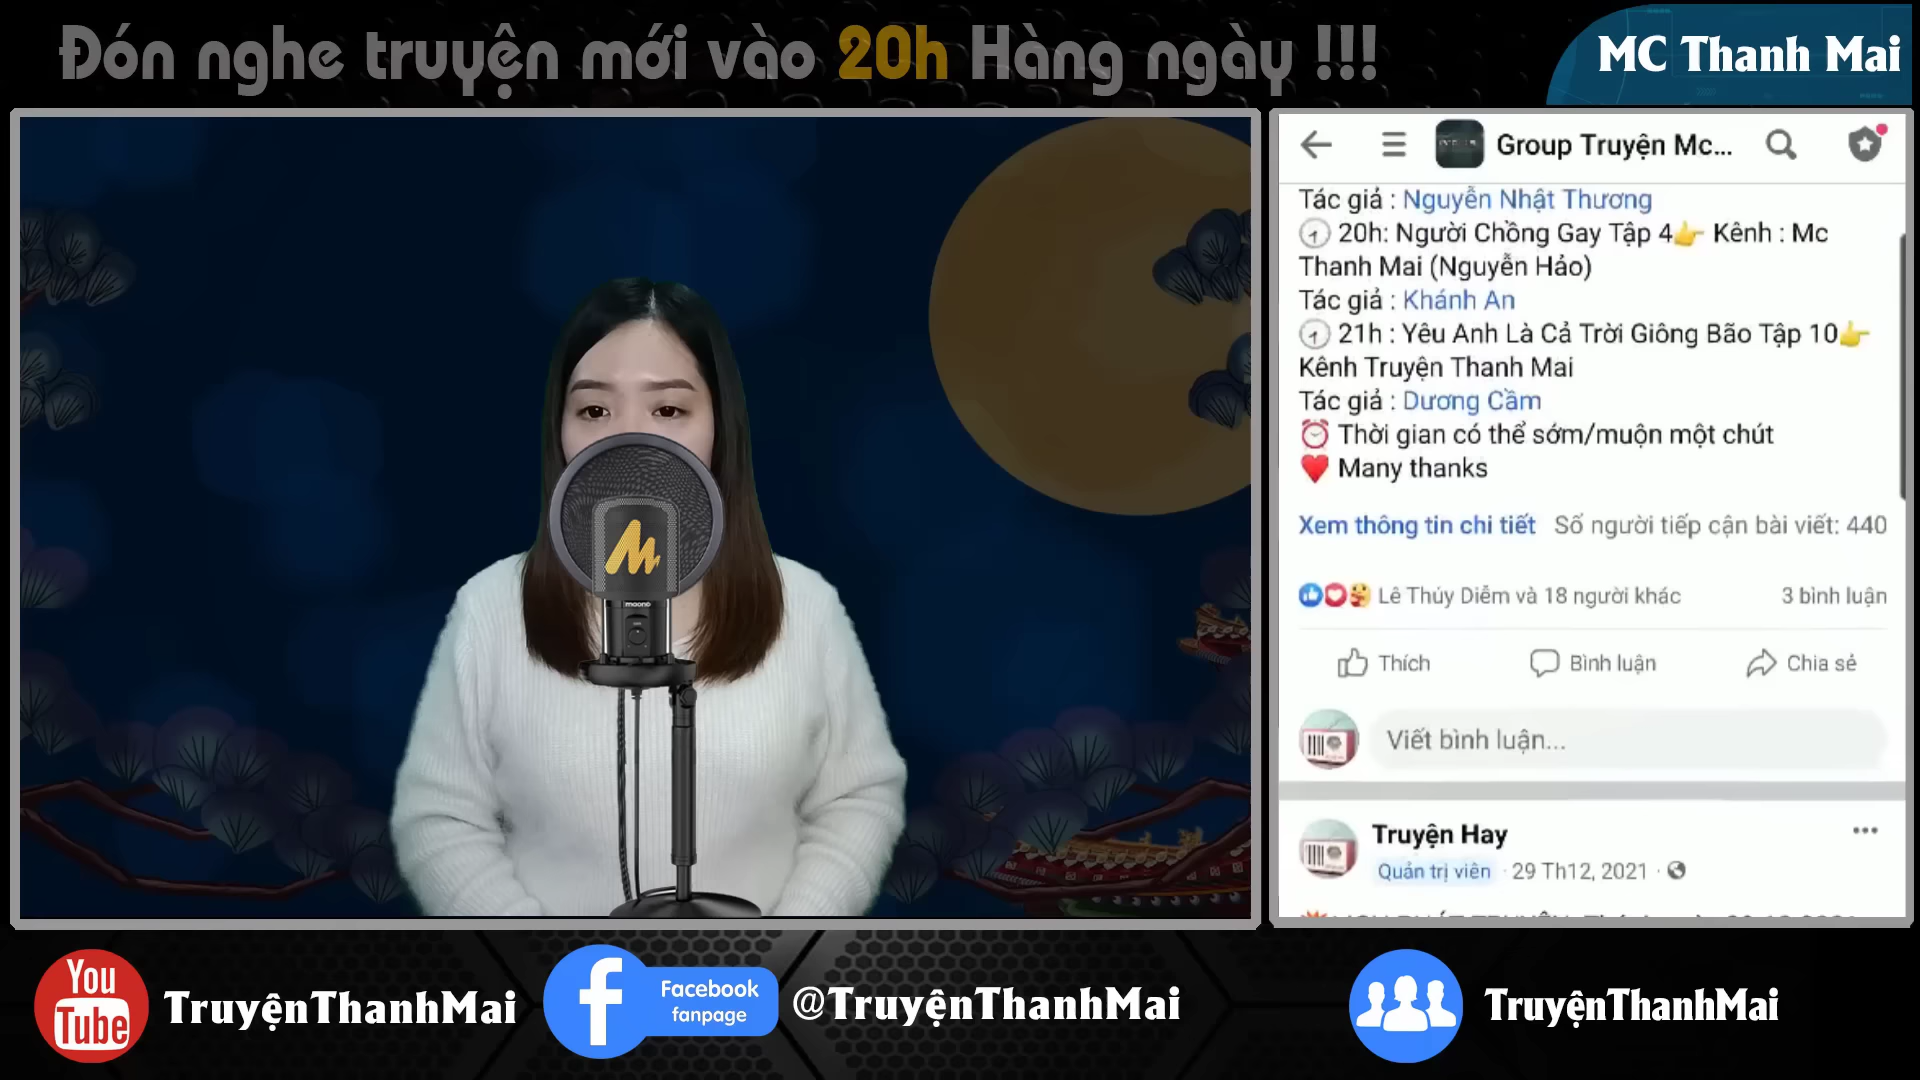 Đón nghe truyện mới vào 20h Hàng ngày !!!
MC Thanh Mai
Group Truyện Mc...
Tác giả : Nguyễn Nhật Thương
20h: Người Chồng Gay Tập 4👉 Kênh : Mc
Thanh Mai (Nguyễn Hảo)
Tác giả : Khánh An
21h : Yêu Anh Là Cả Trời Giông Bão Tập 10👉
Kênh Truyện Thanh Mai
Tác giả : Dương Cầm
⏰ Thời gian có thể sớm/muộn một chút
❤️ Many thanks
Xem thông tin chi tiết Số người tiếp cận bài viết: 440
Lê Thúy Diễm và 18 người khác 3 bình luận
Thích Bình luận Chia sẻ
Viết bình luận...
Truyện Hay
Quản trị viên · 29 Th12, 2021 ·
maono
You
Tube
TruyệnThanhMai
Facebook
fanpage
@TruyệnThanhMai
TruyệnThanhMai